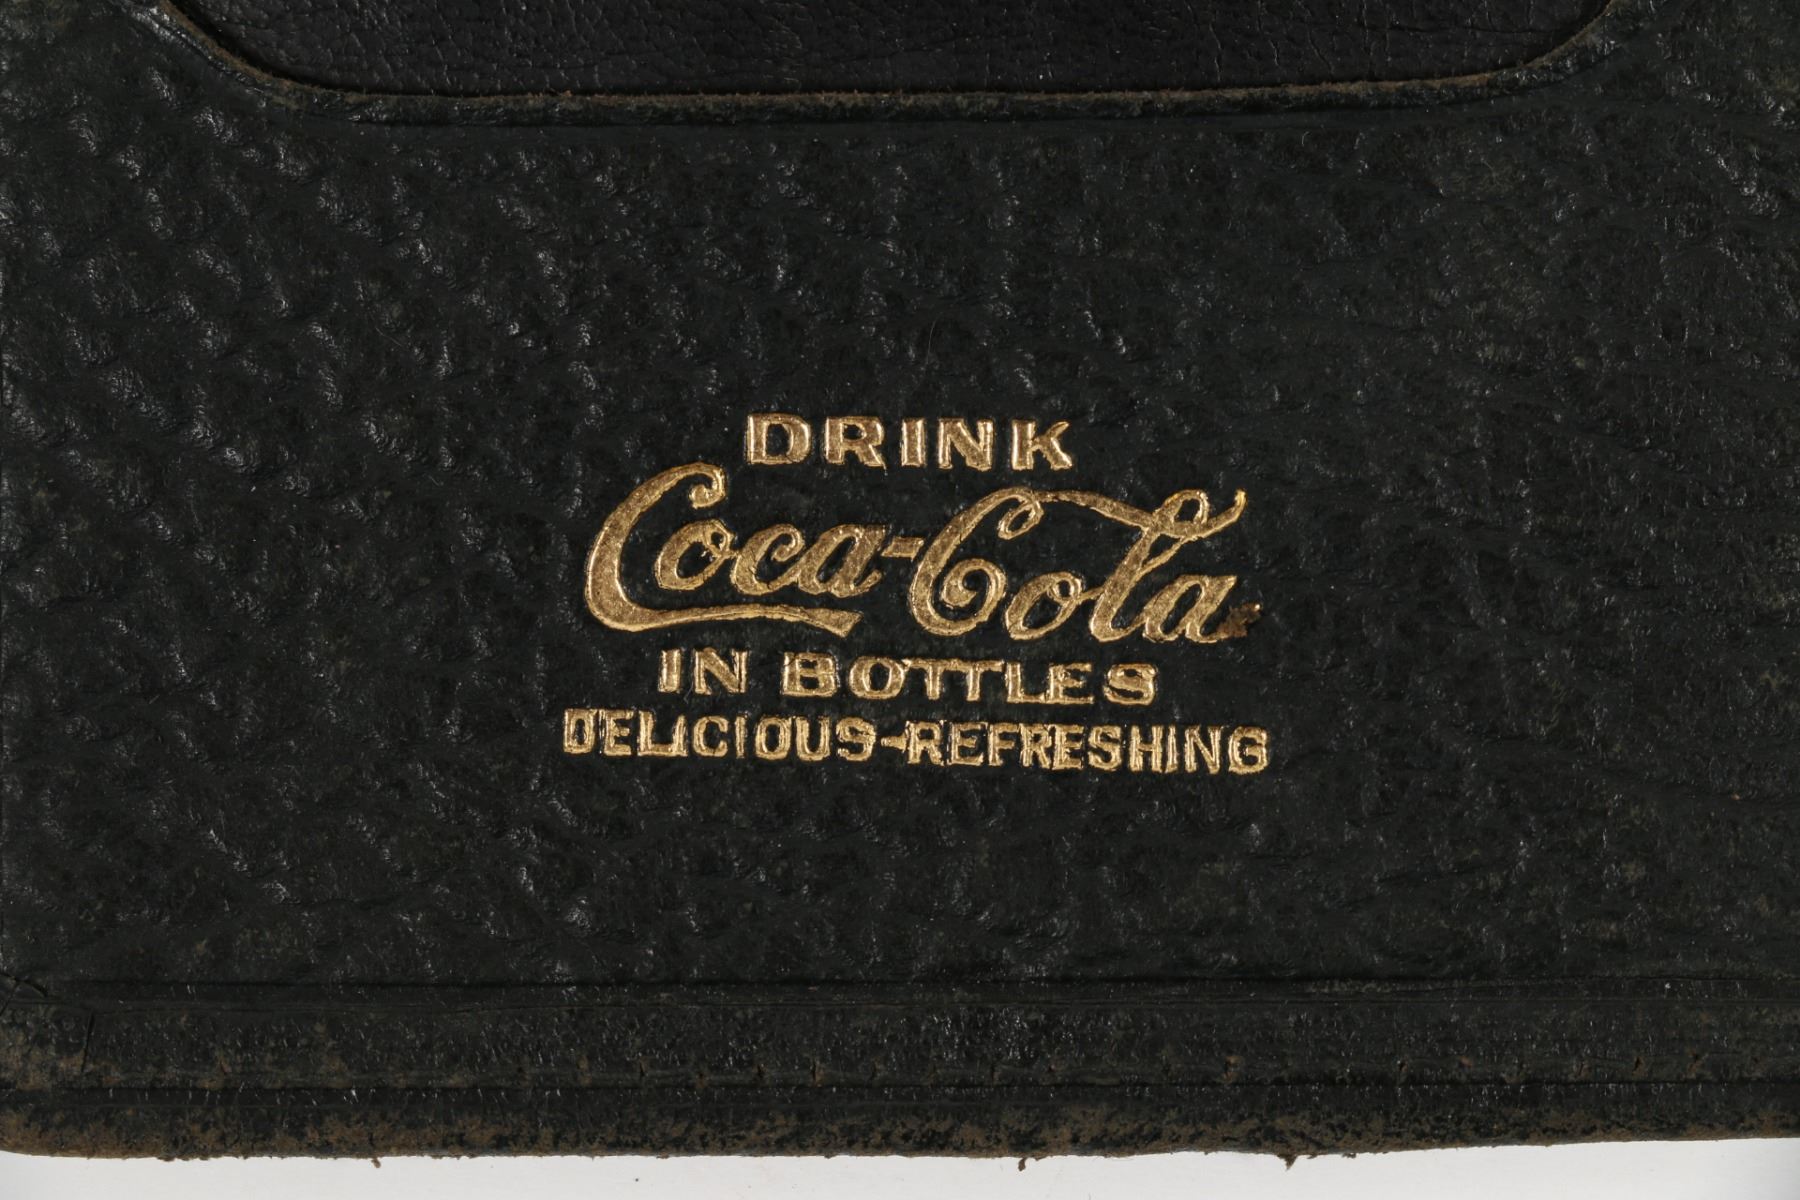 DRINK
Coca-Cola
IN BOTTLES
DELICIOUS-REFRESHING